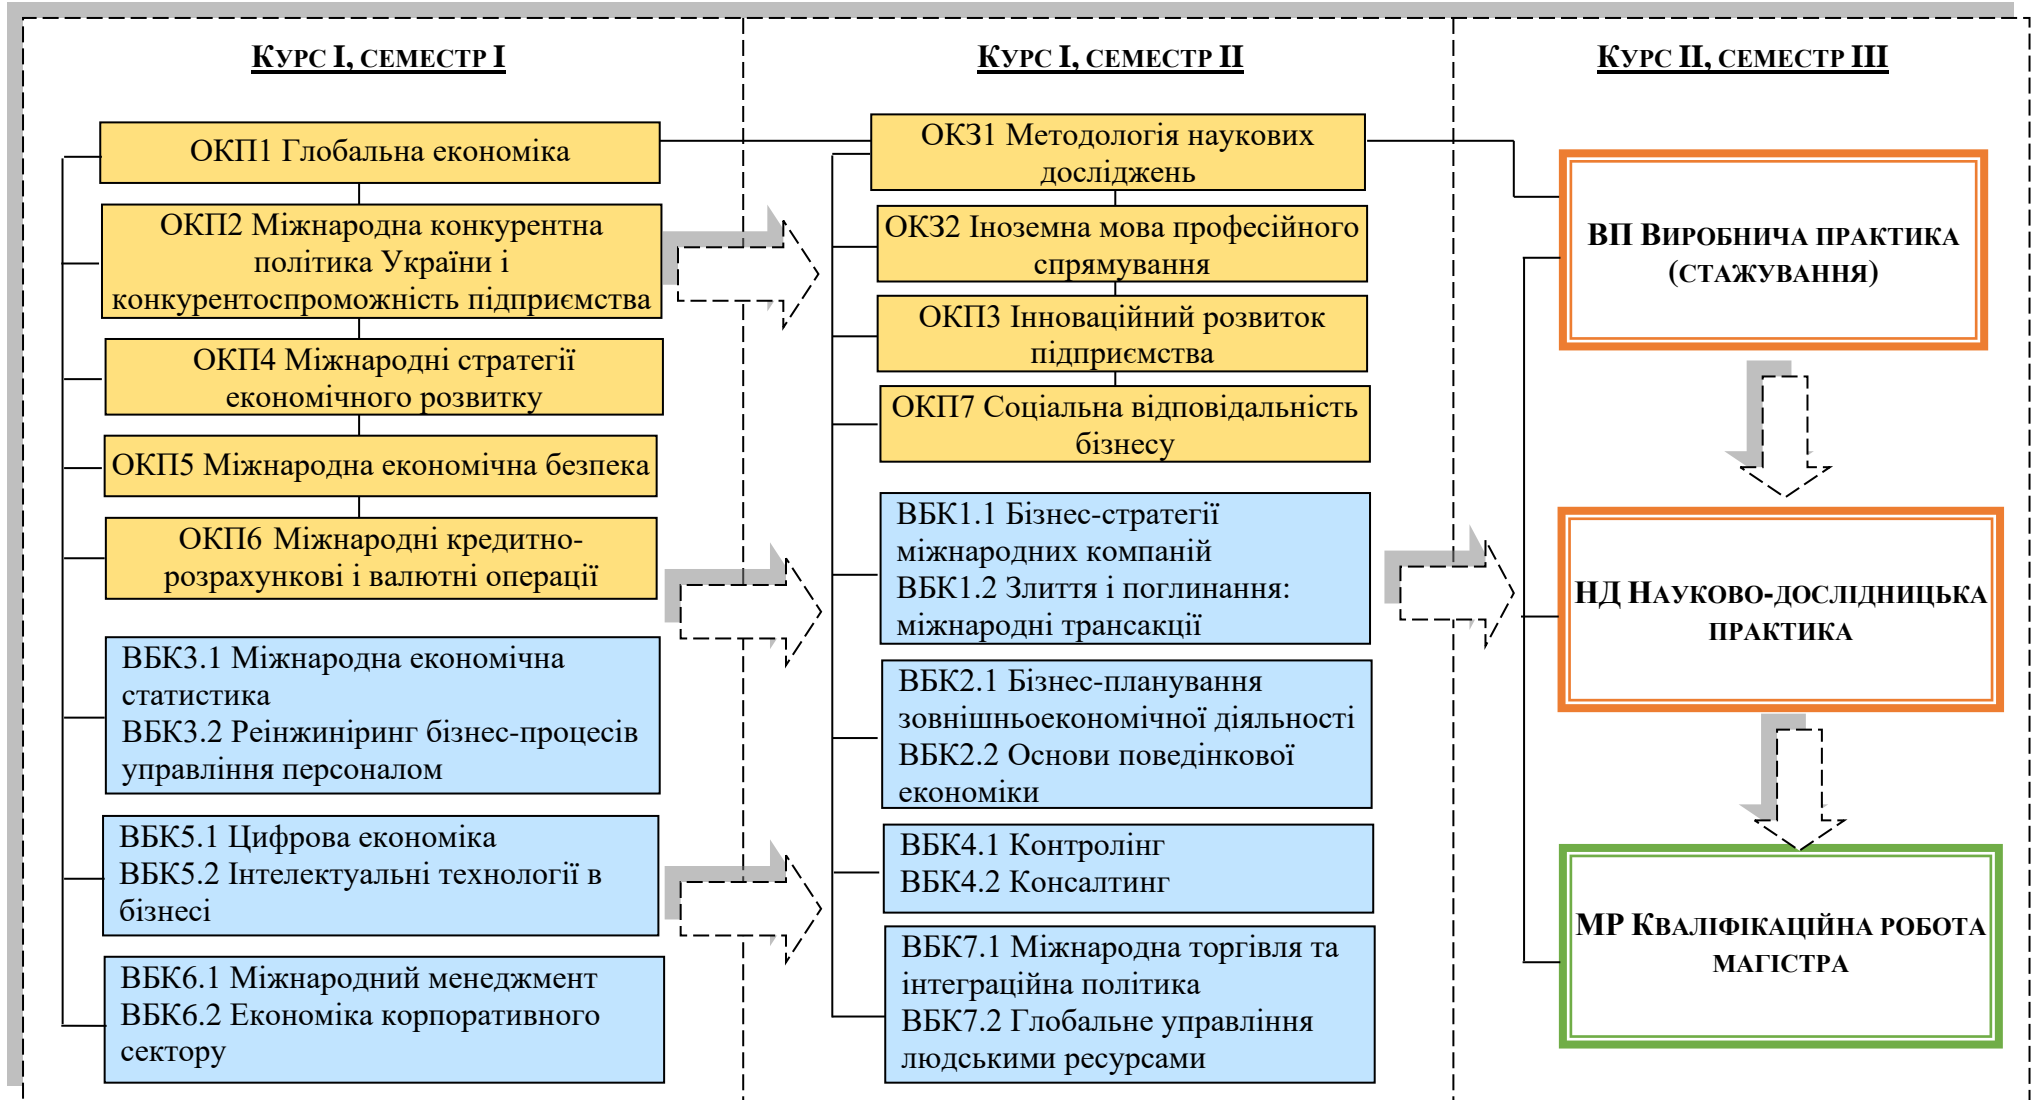 КУРС I, СЕМЕСТР I
ОКП1 Глобальна економіка
ОКП2 Міжнародна конкурентна
політика України і
конкурентоспроможність підприємства
ОКП4 Міжнародні стратегії
економічного розвитку
ОКП5 Міжнародна економічна безпека
ОКП6 Міжнародні кредитно-
розрахункові і валютні операції
ВБК3.1 Міжнародна економічна
статистика
ВБК3.2 Реінжиніринг бізнес-процесів
управління персоналом
ВБК5.1 Цифрова економіка
ВБК5.2 Інтелектуальні технології в
бізнесі
ВБК6.1 Міжнародний менеджмент
ВБК6.2 Економіка корпоративного
сектору
КУРС I, СЕМЕСТР II
ОКЗ1 Методологія наукових
досліджень
ОКЗ2 Іноземна мова професійного
спрямування
ОКП3 Інноваційний розвиток
підприємства
ОКП7 Соціальна відповідальність
бізнесу
ВБК1.1 Бізнес-стратегії
міжнародних компаній
ВБК1.2 Злиття і поглинання:
міжнародні трансакції
ВБК2.1 Бізнес-планування
зовнішньоекономічної діяльності
ВБК2.2 Основи поведінкової
економіки
ВБК4.1 Контролінг
ВБК4.2 Консалтинг
ВБК7.1 Міжнародна торгівля та
інтеграційна політика
ВБК7.2 Глобальне управління
людськими ресурсами
КУРС II, СЕМЕСТР III
ВП ВИРОБНИЧА ПРАКТИКА
(СТАЖУВАННЯ)
НД НАУКОВО-ДОСЛІДНИЦЬКА
ПРАКТИКА
МР КВАЛІФІКАЦІЙНА РОБОТА
МАГІСТРА